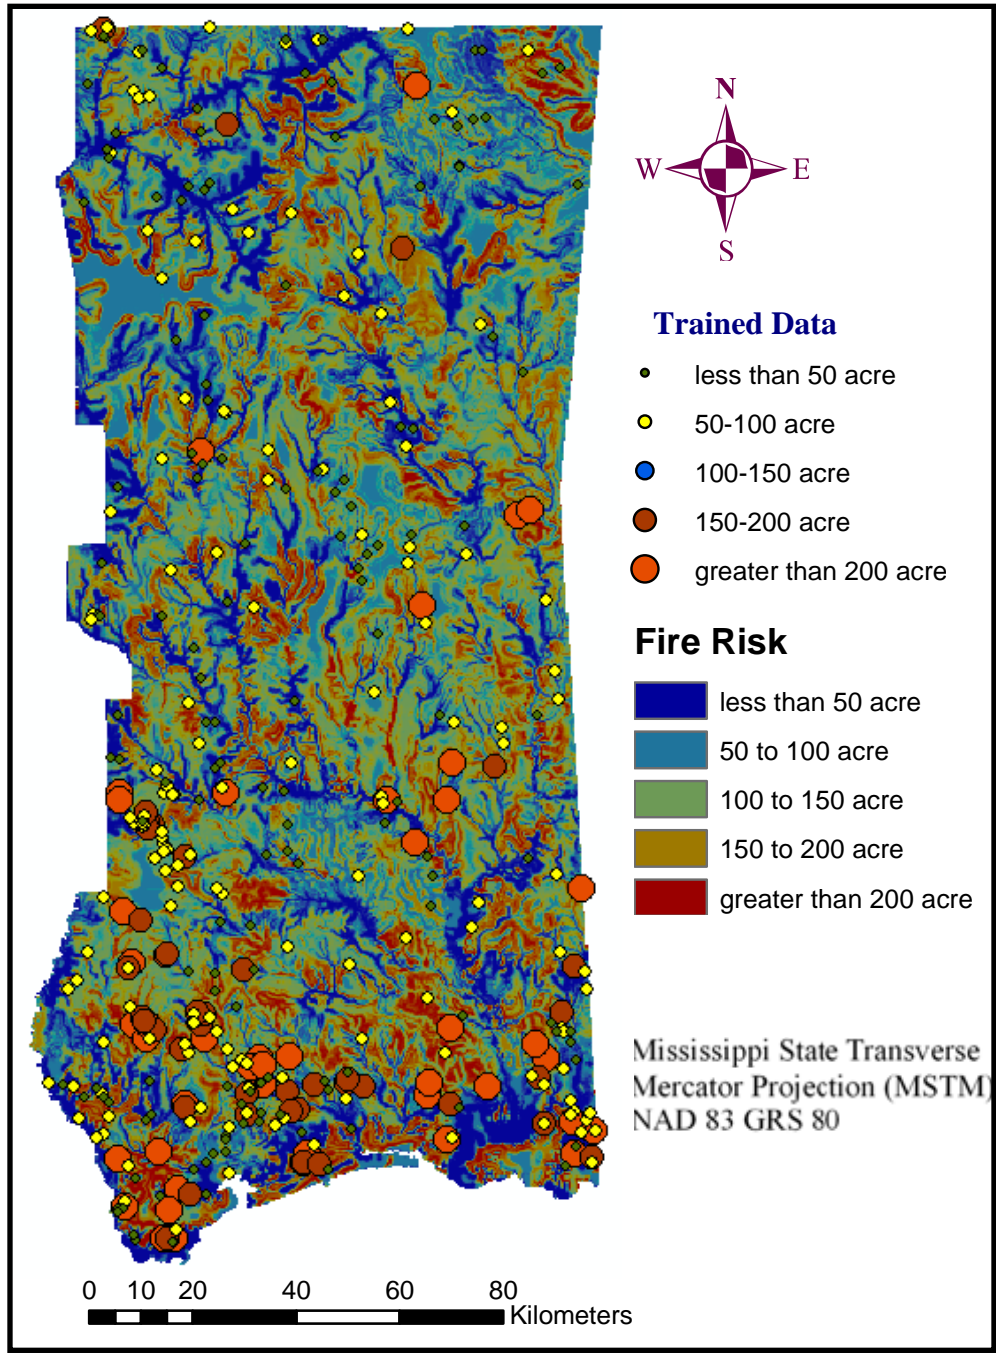 N
W E
S
Trained Data
less than 50 acre
50-100 acre
100-150 acre
150-200 acre
greater than 200 acre
Fire Risk
less than 50 acre
50 to 100 acre
100 to 150 acre
150 to 200 acre
greater than 200 acre
Mississippi State Transverse
Mercator Projection (MSTM)
NAD 83 GRS 80
0 10 20 40 60 80
Kilometers